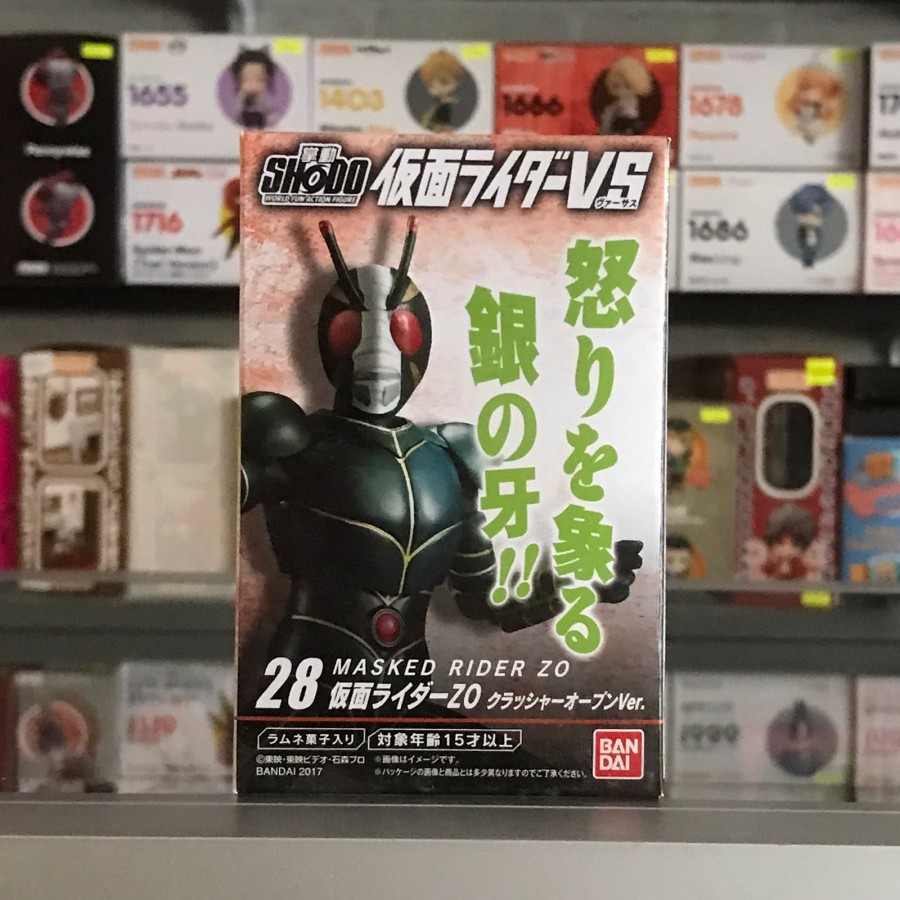 1655
1403
1666
1678
1716
1686
掌動
SHODO
WORLD FUN ACTION FIGURE
仮面ライダーVS
ヴァーサス
怒りを象る
銀の牙!!
MASKED RIDER ZO
28 仮面ライダーZO クラッシャーオープンVer.
ラムネ菓子入り 対象年齢15才以上
©東映・東映ビデオ・石森プロ
BANDAI 2017
※画像はイメージです。
※パッケージの画像と商品とは多少異なりますのでご了承ください。
BAN
DAI